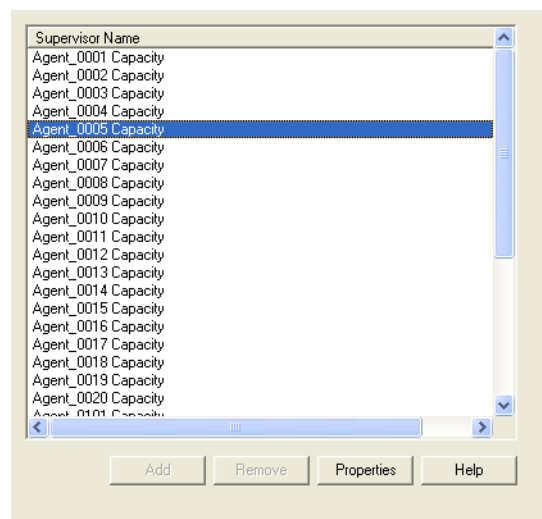 Supervisor Name
Agent_0001 Capacity
Agent_0002 Capacity
Agent_0003 Capacity
Agent_0004 Capacity
Agent_0005 Capacity
Agent_0006 Capacity
Agent_0007 Capacity
Agent_0008 Capacity
Agent_0009 Capacity
Agent_0010 Capacity
Agent_0011 Capacity
Agent_0012 Capacity
Agent_0013 Capacity
Agent_0014 Capacity
Agent_0015 Capacity
Agent_0016 Capacity
Agent_0017 Capacity
Agent_0018 Capacity
Agent_0019 Capacity
Agent_0020 Capacity
Agent_0101 Capacity
Add Remove Properties Help